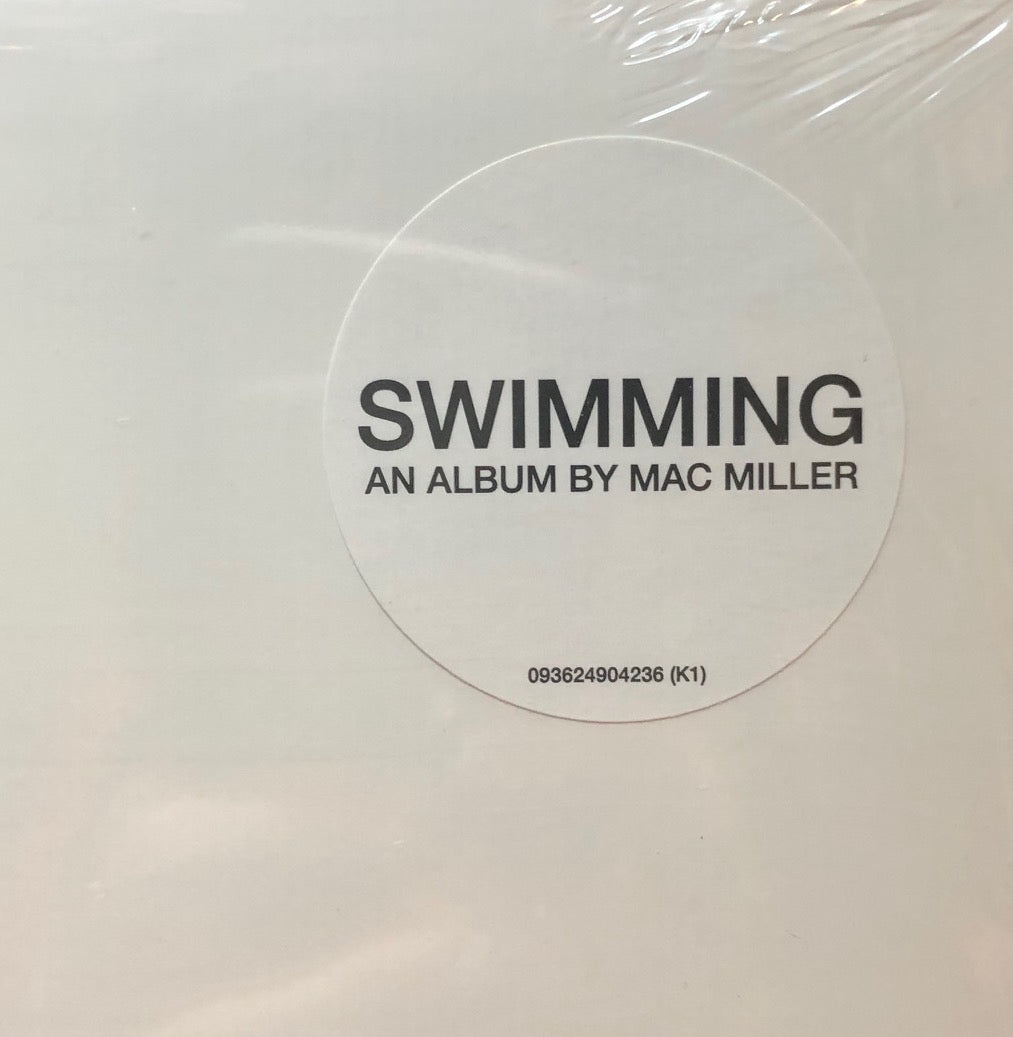 SWIMMING
AN ALBUM BY MAC MILLER
093624904236 (K1)